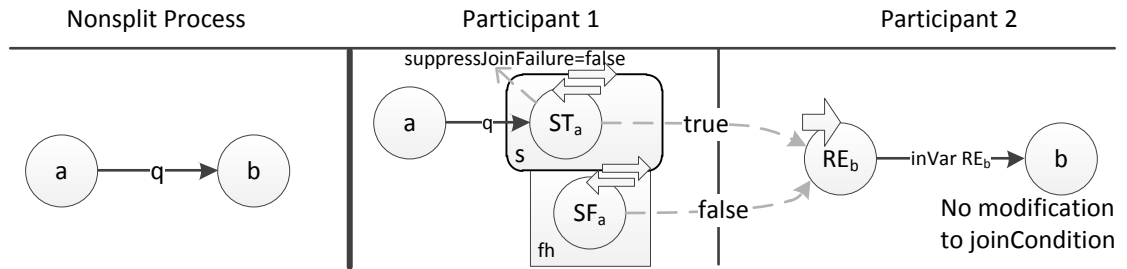 Nonsplit Process
Participant 1
Participant 2
suppressJoinFailure=false
a
q
b
a
q
STa
s
true
SFa
fh
false
REb
inVar REb
b
No modification
to joinCondition